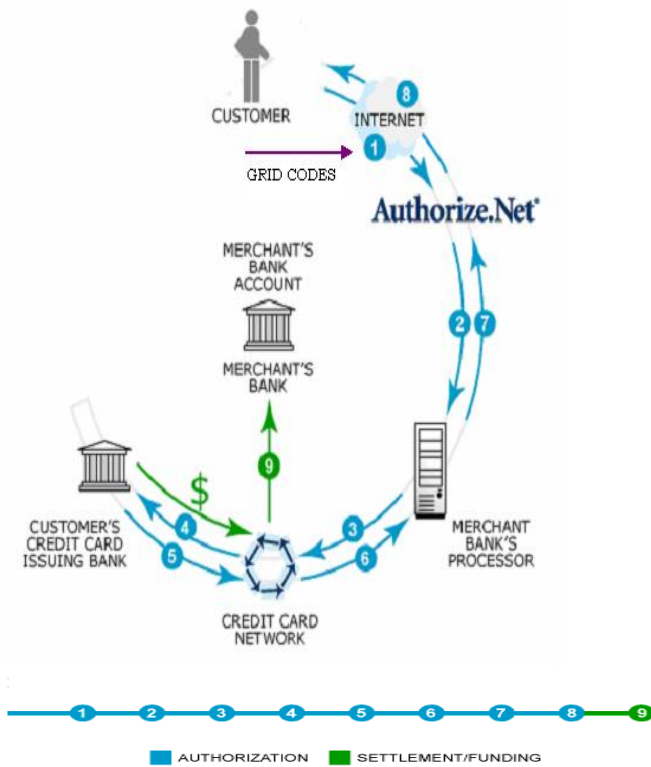 CUSTOMER
8
INTERNET
1
GRID CODES
Authorize.Net
MERCHANT'S
BANK
ACCOUNT
2
7
MERCHANT'S
BANK
9
$
CUSTOMER'S
CREDIT CARD
ISSUING BANK
4
5
3
6
MERCHANT
BANK'S
PROCESSOR
CREDIT CARD
NETWORK
1 2 3 4 5 6 7 8 9
AUTHORIZATION SETTLEMENT/FUNDING